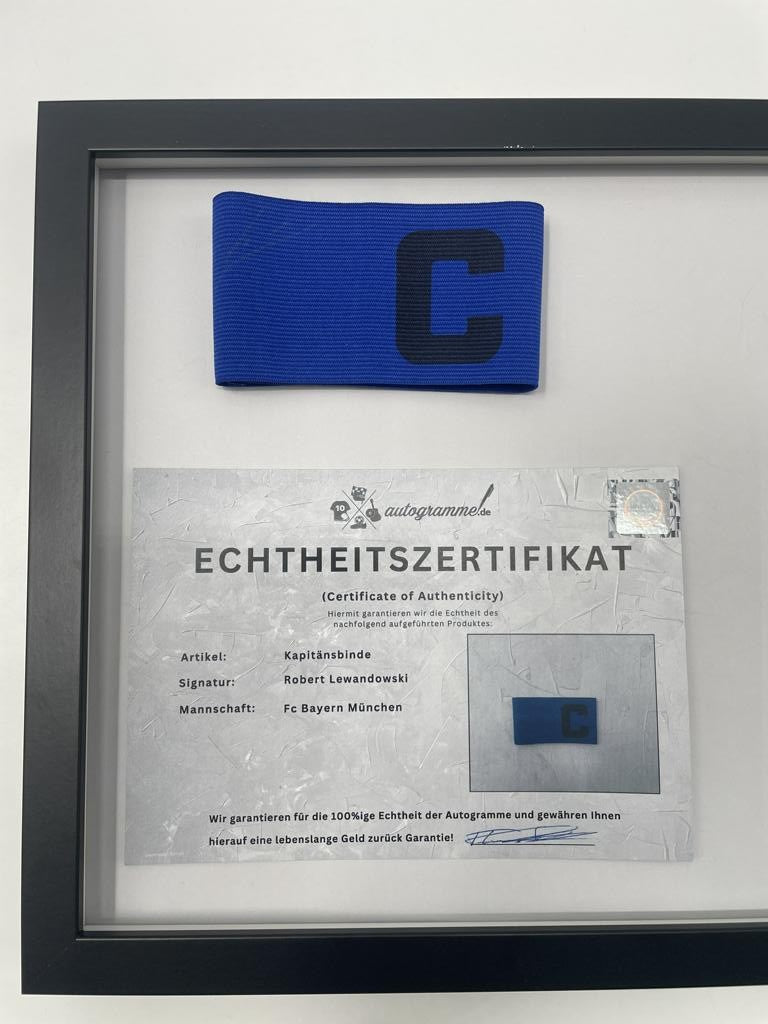 C
10
autogramme.de
ECHTHEITSZERTIFIKAT
(Certificate of Authenticity)
Hiermit garantieren wir die Echtheit des
nachfolgend aufgeführten Produktes:
Artikel: Kapitänsbinde
Signatur: Robert Lewandowski
Mannschaft: Fc Bayern München
C
Wir garantieren für die 100%ige Echtheit der Autogramme und gewähren Ihnen
hierauf eine lebenslange Geld zurück Garantie!